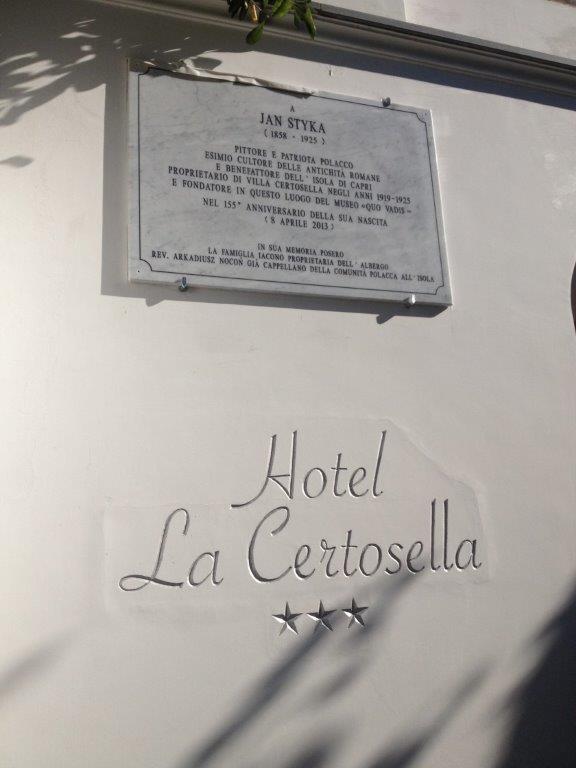 A
JAN STYKA
( 1858 - 1925 )
PITTORE E PATRIOTA POLACCO
ESIMIO CULTORE DELLE ANTICHITÀ ROMANE
E BENEFATTORE DELL' ISOLA DI CAPRI
PROPRIETARIO DI VILLA CERTOSELLA NEGLI ANNI 1919-1925
E FONDATORE IN QUESTO LUOGO DEL MUSEO «QUO VADIS»
NEL 155° ANNIVERSARIO DELLA SUA NASCITA
( 8 APRILE 2013 )
IN SUA MEMORIA POSERO
LA FAMIGLIA IACONO PROPRIETARIA DELL' ALBERGO
REV. ARKADIUSZ NOCOŃ GIÀ CAPPELLANO DELLA COMUNITÀ POLACCA ALL'ISOLA
Hotel
La Certosella